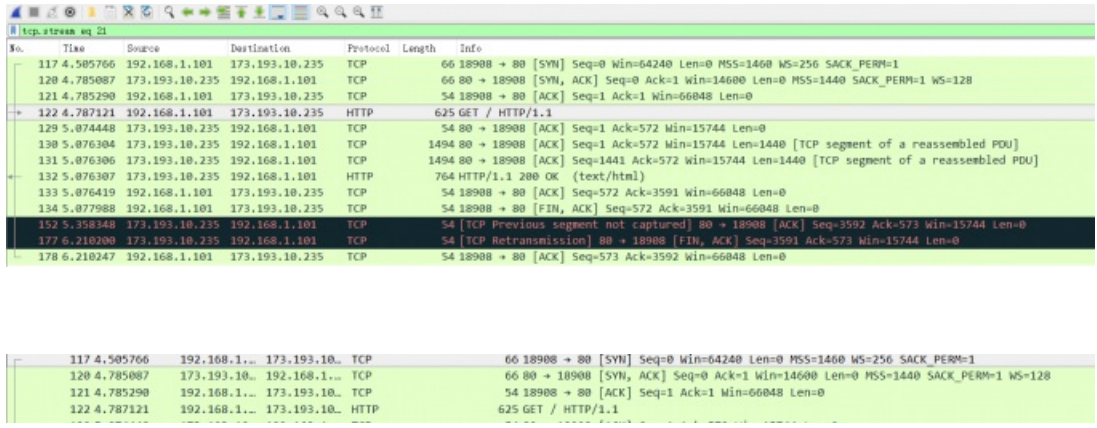 tcp.stream eq 21
No. Time Source Destination Protocol Length Info
117 4.505766 192.168.1.101 173.193.10.235 TCP 66 18908 → 80 [SYN] Seq=0 Win=64240 Len=0 MSS=1460 WS=256 SACK_PERM=1
120 4.785087 173.193.10.235 192.168.1.101 TCP 66 80 → 18908 [SYN, ACK] Seq=0 Ack=1 Win=14600 Len=0 MSS=1440 SACK_PERM=1 WS=128
121 4.785290 192.168.1.101 173.193.10.235 TCP 54 18908 → 80 [ACK] Seq=1 Ack=1 Win=66048 Len=0
122 4.787121 192.168.1.101 173.193.10.235 HTTP 625 GET / HTTP/1.1
129 5.074448 173.193.10.235 192.168.1.101 TCP 54 80 → 18908 [ACK] Seq=1 Ack=572 Win=15744 Len=0
130 5.076304 173.193.10.235 192.168.1.101 TCP 1494 80 → 18908 [ACK] Seq=1 Ack=572 Win=15744 Len=1440 [TCP segment of a reassembled PDU]
131 5.076306 173.193.10.235 192.168.1.101 TCP 1494 80 → 18908 [ACK] Seq=1441 Ack=572 Win=15744 Len=1440 [TCP segment of a reassembled PDU]
132 5.076307 173.193.10.235 192.168.1.101 HTTP 764 HTTP/1.1 200 OK (text/html)
133 5.076419 192.168.1.101 173.193.10.235 TCP 54 18908 → 80 [ACK] Seq=572 Ack=3591 Win=66048 Len=0
134 5.077988 192.168.1.101 173.193.10.235 TCP 54 18908 → 80 [FIN, ACK] Seq=572 Ack=3591 Win=66048 Len=0
152 5.358348 173.193.10.235 192.168.1.101 TCP 54 [TCP Previous segment not captured] 80 → 18908 [ACK] Seq=3592 Ack=573 Win=15744 Len=0
177 6.210200 173.193.10.235 192.168.1.101 TCP 54 [TCP Retransmission] 80 → 18908 [FIN, ACK] Seq=3591 Ack=573 Win=15744 Len=0
178 6.210247 192.168.1.101 173.193.10.235 TCP 54 18908 → 80 [ACK] Seq=573 Ack=3592 Win=66048 Len=0
117 4.505766 192.168.1... 173.193.10... TCP 66 18908 → 80 [SYN] Seq=0 Win=64240 Len=0 MSS=1460 WS=256 SACK_PERM=1
120 4.785087 173.193.10... 192.168.1... TCP 66 80 → 18908 [SYN, ACK] Seq=0 Ack=1 Win=14600 Len=0 MSS=1440 SACK_PERM=1 WS=128
121 4.785290 192.168.1... 173.193.10... TCP 54 18908 → 80 [ACK] Seq=1 Ack=1 Win=66048 Len=0
122 4.787121 192.168.1... 173.193.10... HTTP 625 GET / HTTP/1.1